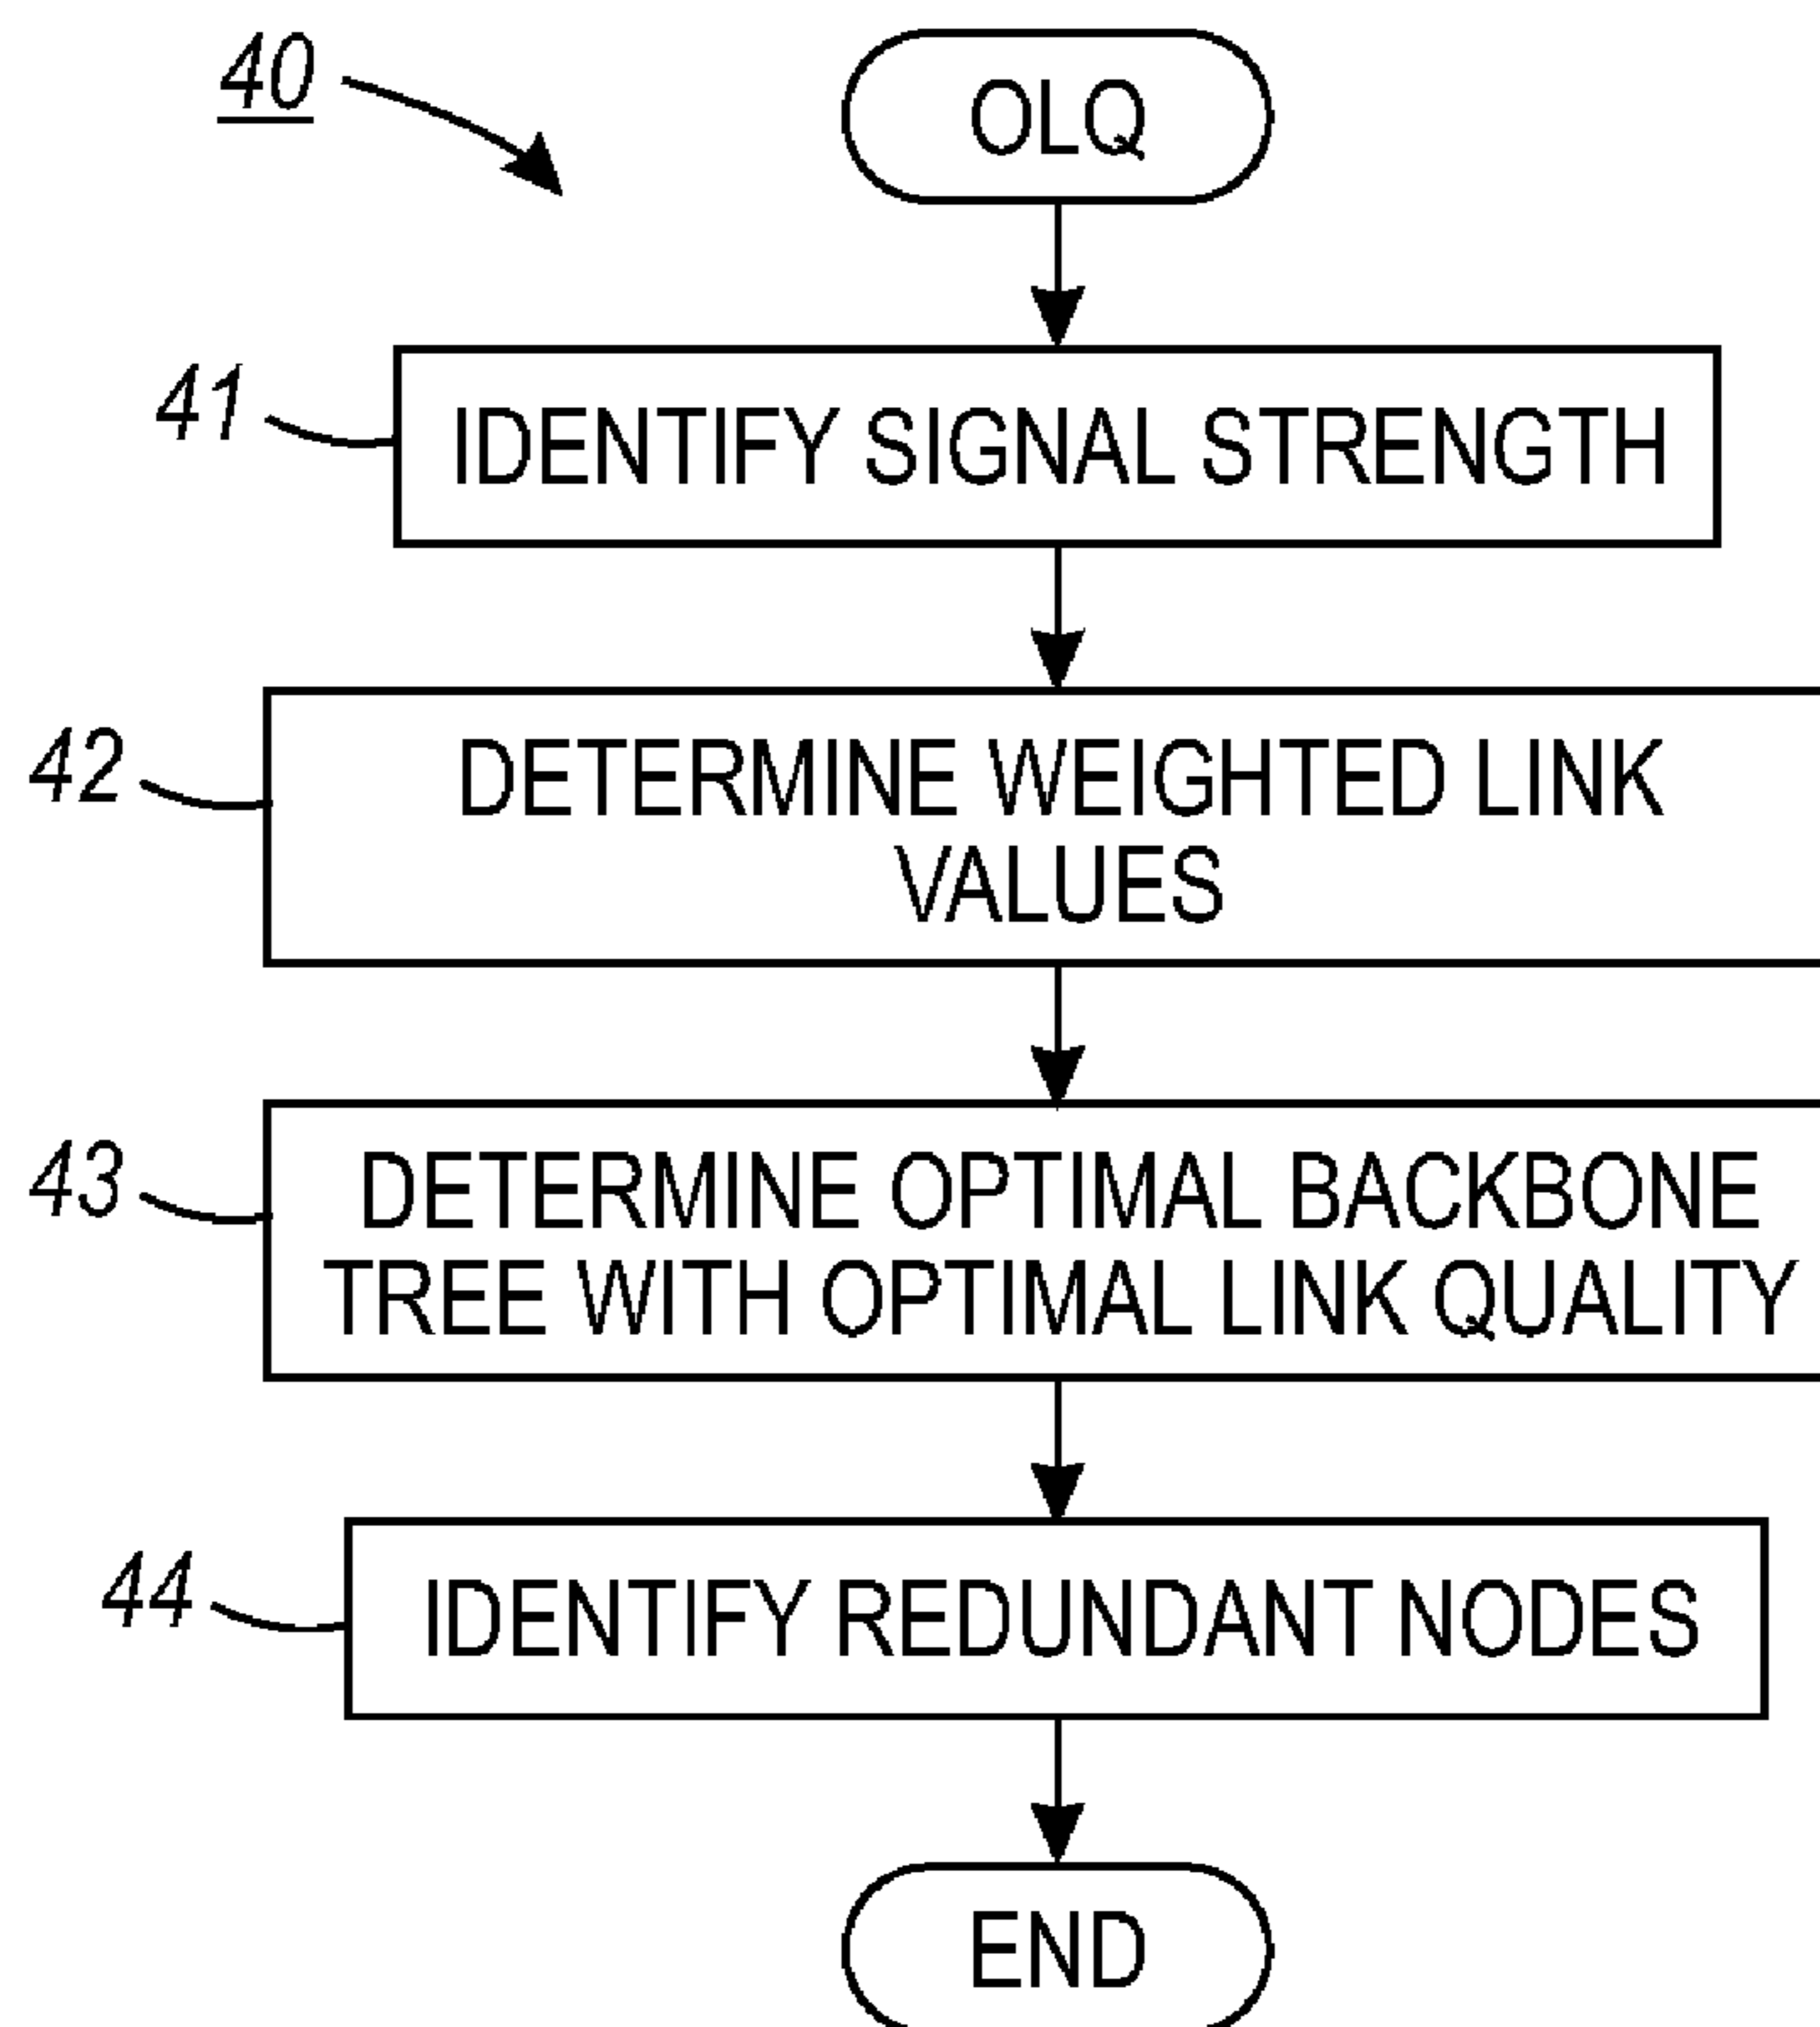 40
OLQ
41
IDENTIFY SIGNAL STRENGTH
42
DETERMINE WEIGHTED LINK
VALUES
43
DETERMINE OPTIMAL BACKBONE
TREE WITH OPTIMAL LINK QUALITY
44
IDENTIFY REDUNDANT NODES
END